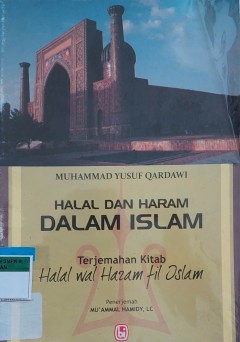 MUHAMMAD YUSUF QARDAWI
HALAL DAN HARAM
DALAM ISLAM
Terjemahan Kitab
Halal wal Haram fil Islam
Penerjemah
MU'AMMAL HAMIDY, LC